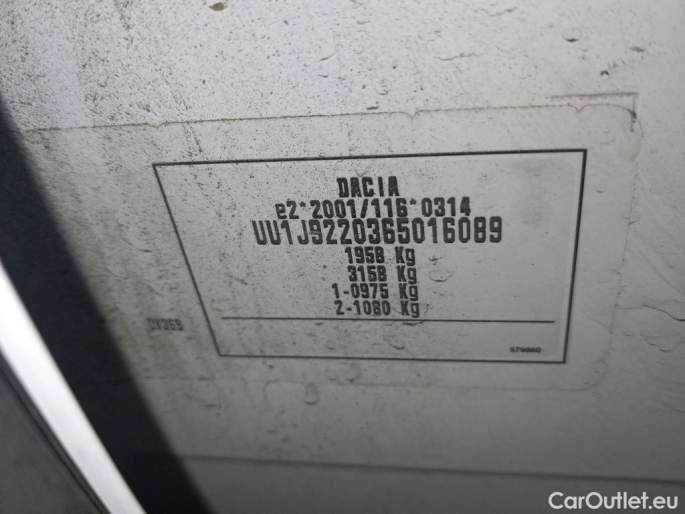 DACIA
e2*2001/116*0314
UU1J9220365016089
1958 Kg
3158 Kg
1-0975 Kg
2-1080 Kg
CarOutlet.eu